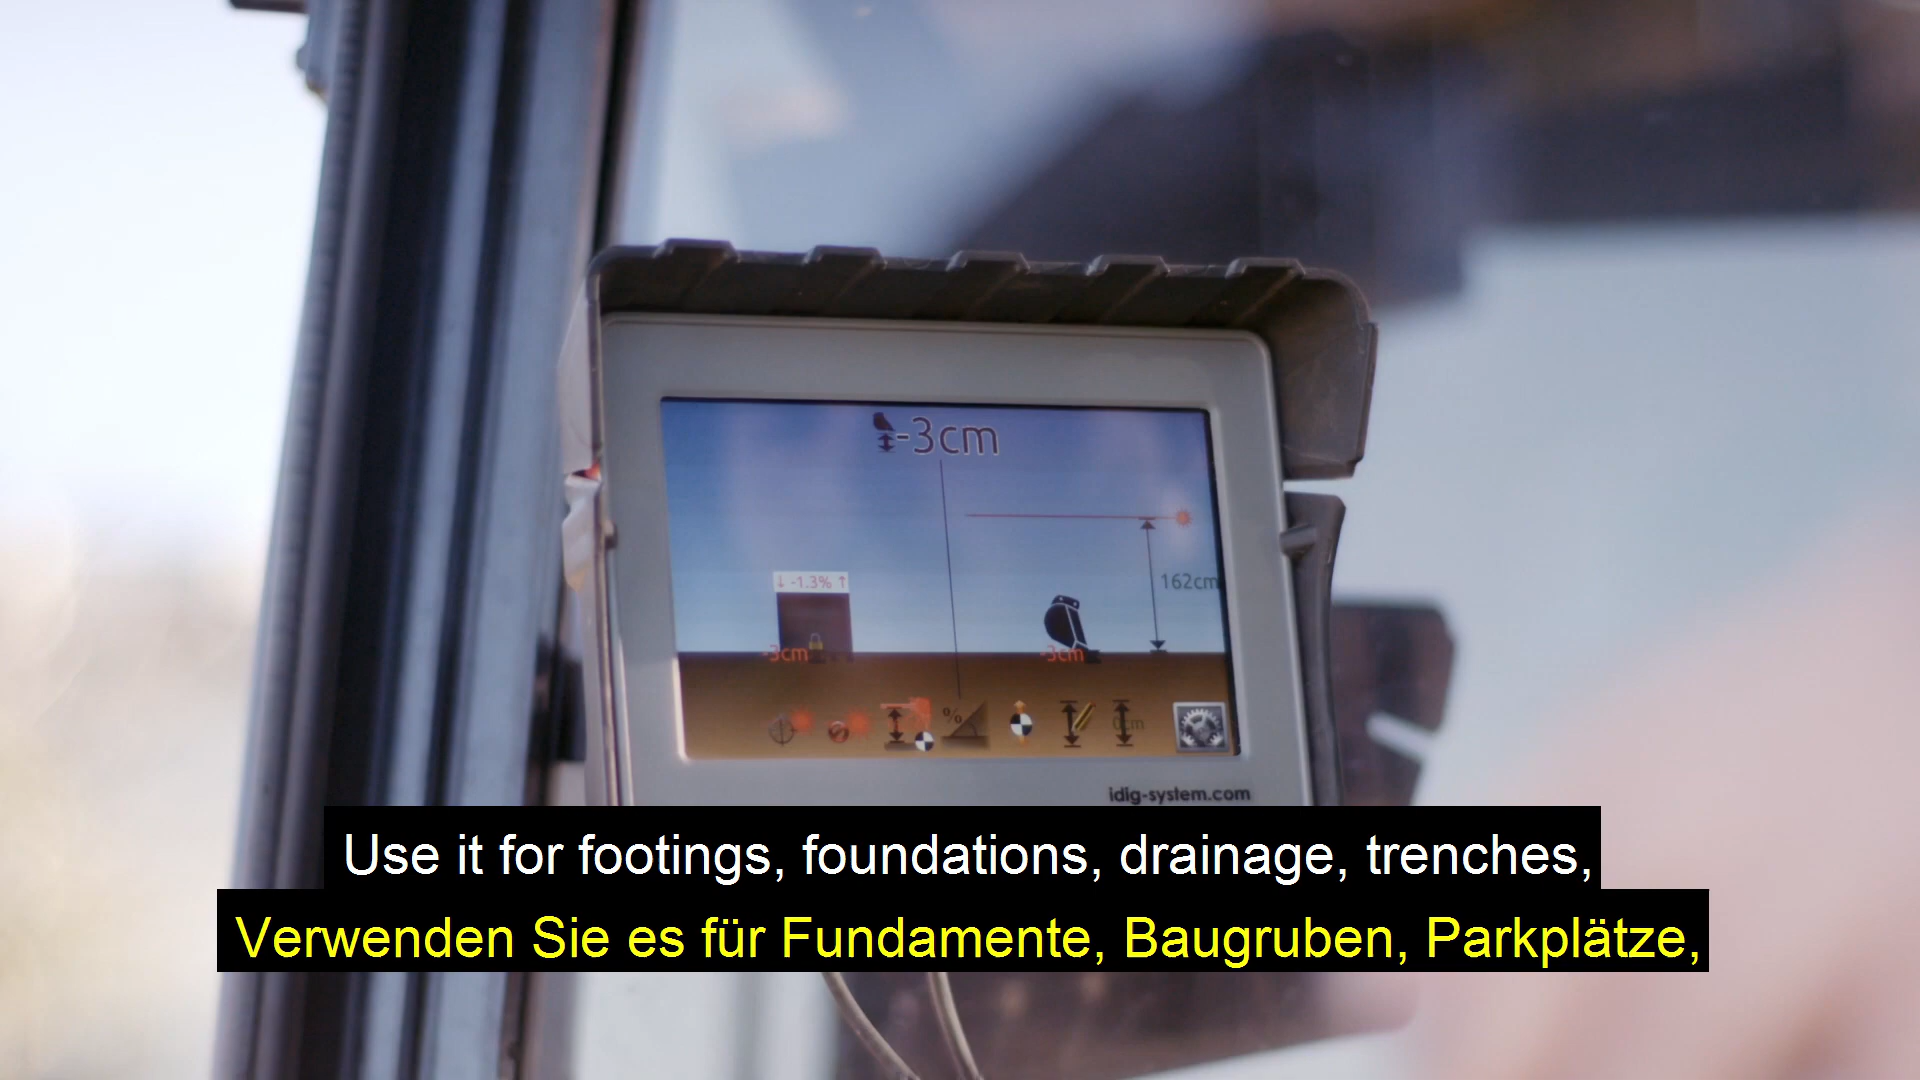 -3cm
↓ -1.3% ↑
162cm
-3cm
-3cm
%
0cm
idig-system.com
Use it for footings, foundations, drainage, trenches,
Verwenden Sie es für Fundamente, Baugruben, Parkplätze,